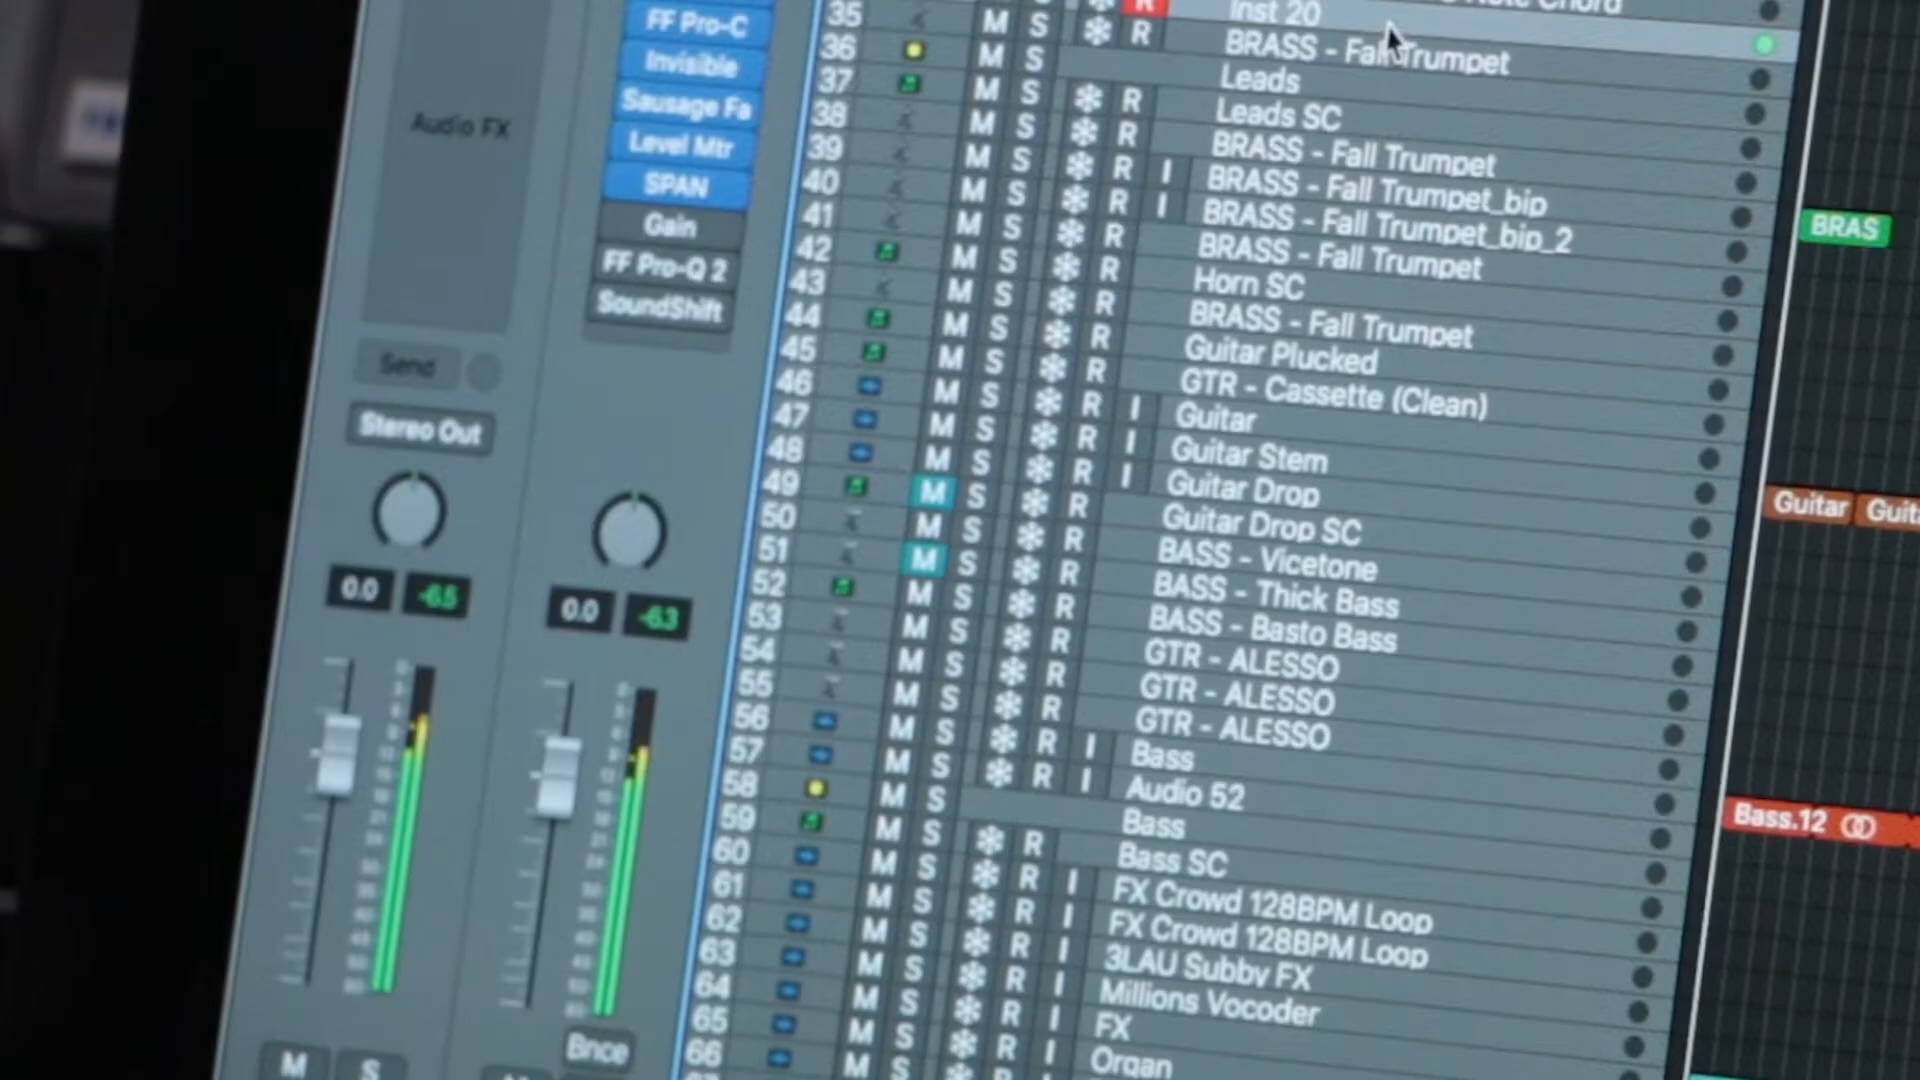 FF Pro-C
Invisible
Sausage Fa
Level Mtr
SPAN
Gain
FF Pro-Q 2
SoundShift
Audio FX
Send
Stereo Out
0.0 -6.5
0.0 -6.3
Bnce
M S
35 M S R Inst 20
36 M S BRASS - Fall Trumpet
37 M S R Leads
38 M S R Leads SC
39 M S R I BRASS - Fall Trumpet
40 M S R I BRASS - Fall Trumpet_bip
41 M S R BRASS - Fall Trumpet_bip_2
42 M S R BRASS - Fall Trumpet
43 M S R Horn SC
44 M S R BRASS - Fall Trumpet
45 M S R Guitar Plucked
46 M S R I GTR - Cassette (Clean)
47 M S R I Guitar
48 M S R I Guitar Stem
49 M S R Guitar Drop
50 M S R Guitar Drop SC
51 M S R BASS - Vicetone
52 M S R BASS - Thick Bass
53 M S R BASS - Basto Bass
54 M S R GTR - ALESSO
55 M S R GTR - ALESSO
56 M S R I GTR - ALESSO
57 M S R I Bass
58 M S Audio 52
59 M S R Bass
60 M S R I Bass SC
61 M S R I FX Crowd 128BPM Loop
62 M S R I FX Crowd 128BPM Loop
63 M S R I 3LAU Subby FX
64 M S R I Millions Vocoder
65 M S R I FX
66 M S Organ
BRAS
Guitar Guit
Bass.12